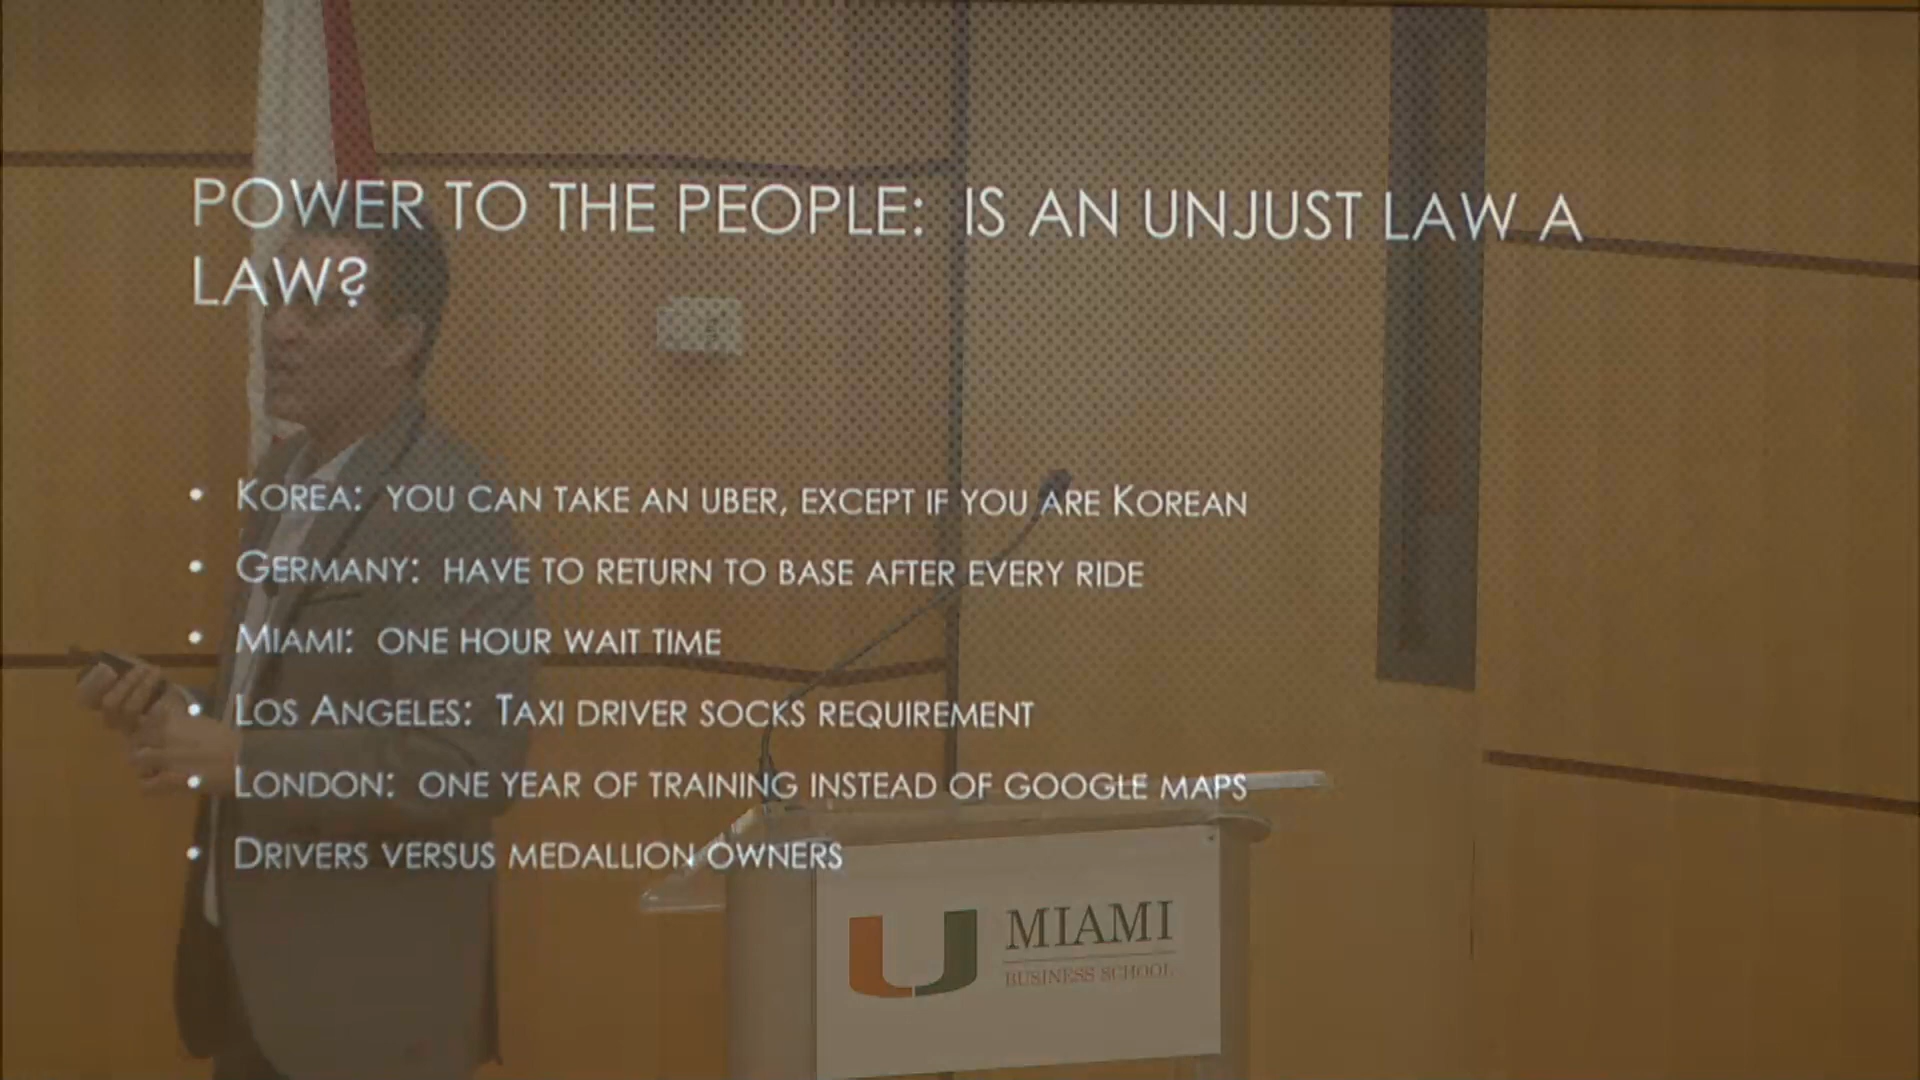 POWER TO THE PEOPLE: IS AN UNJUST LAW A
LAW?
• KOREA: YOU CAN TAKE AN UBER, EXCEPT IF YOU ARE KOREAN
• GERMANY: HAVE TO RETURN TO BASE AFTER EVERY RIDE
• MIAMI: ONE HOUR WAIT TIME
• LOS ANGELES: TAXI DRIVER SOCKS REQUIREMENT
• LONDON: ONE YEAR OF TRAINING INSTEAD OF GOOGLE MAPS
• DRIVERS VERSUS MEDALLION OWNERS
U MIAMI
BUSINESS SCHOOL